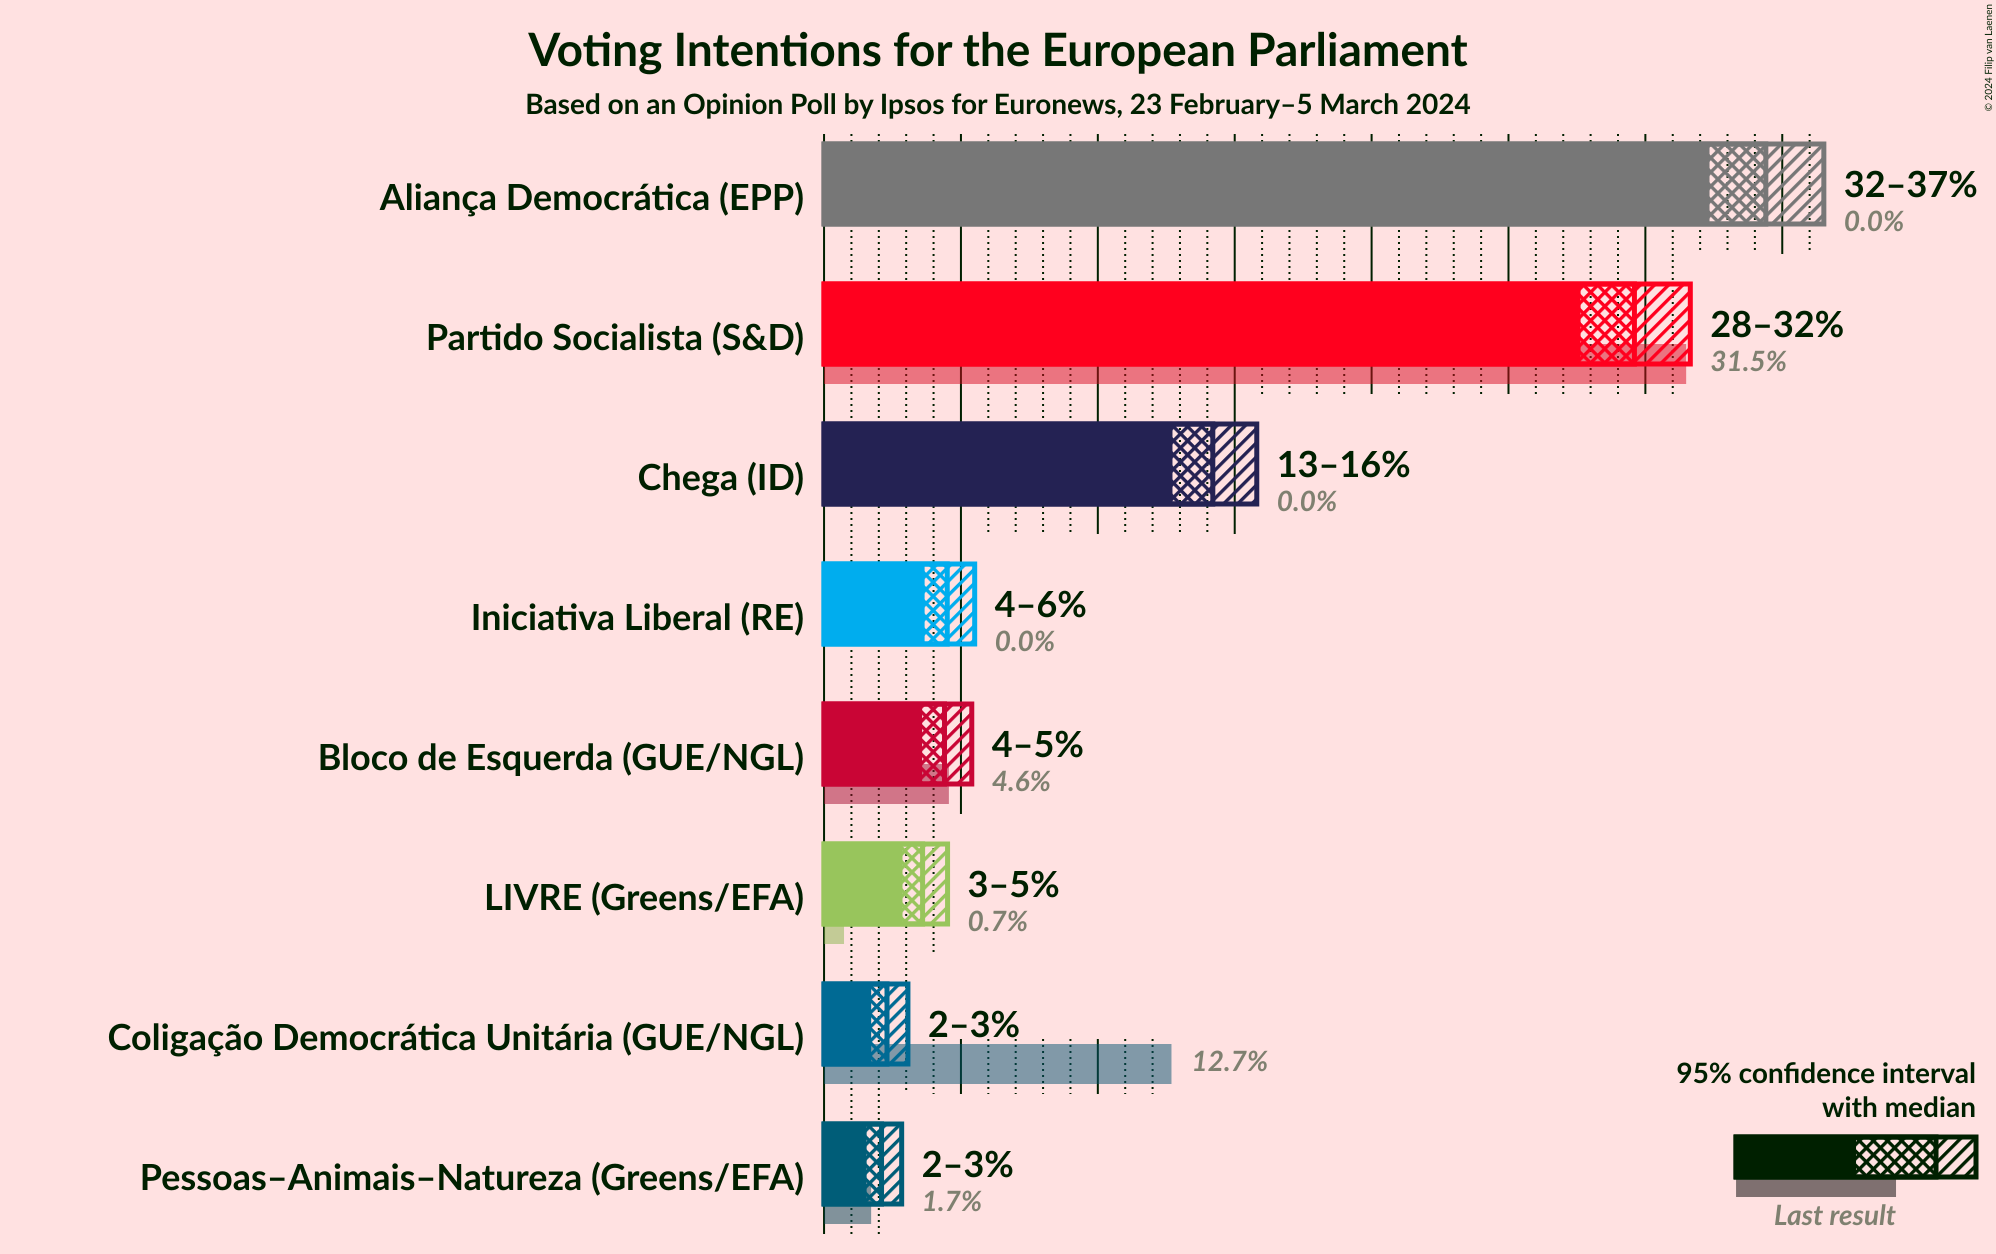 Voting Intentions for the European Parliament
Based on an Opinion Poll by Ipsos for Euronews, 23 February–5 March 2024
© 2024 Filip van Laenen
Aliança Democrática (EPP)
32–37%
0.0%
Partido Socialista (S&D)
28–32%
31.5%
Chega (ID)
13–16%
0.0%
Iniciativa Liberal (RE)
4–6%
0.0%
Bloco de Esquerda (GUE/NGL)
4–5%
4.6%
LIVRE (Greens/EFA)
3–5%
0.7%
Coligação Democrática Unitária (GUE/NGL)
2–3%
12.7%
Pessoas–Animais–Natureza (Greens/EFA)
2–3%
1.7%
95% confidence interval
with median
Last result